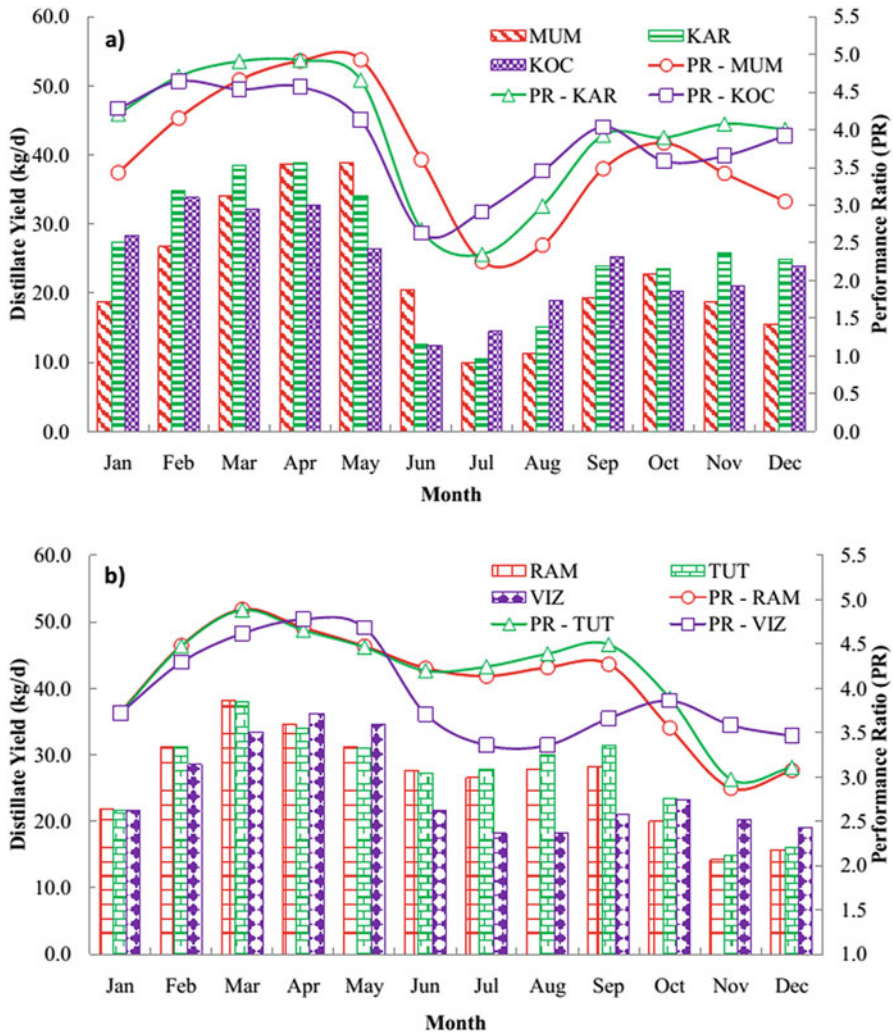 a)
MUM KAR
KOC PR - MUM
PR - KAR PR - KOC
Distillate Yield (kg/d)
60.0
50.0
40.0
30.0
20.0
10.0
0.0
Performance Ratio (PR)
5.5
5.0
4.5
4.0
3.5
3.0
2.5
2.0
1.5
1.0
0.5
0.0
Jan Feb Mar Apr May Jun Jul Aug Sep Oct Nov Dec
Month
b)
RAM TUT
VIZ PR - RAM
PR - TUT PR - VIZ
Distillate Yield (kg/d)
60.0
50.0
40.0
30.0
20.0
10.0
0.0
Performance Ratio (PR)
5.5
5.0
4.5
4.0
3.5
3.0
2.5
2.0
1.5
1.0
Jan Feb Mar Apr May Jun Jul Aug Sep Oct Nov Dec
Month